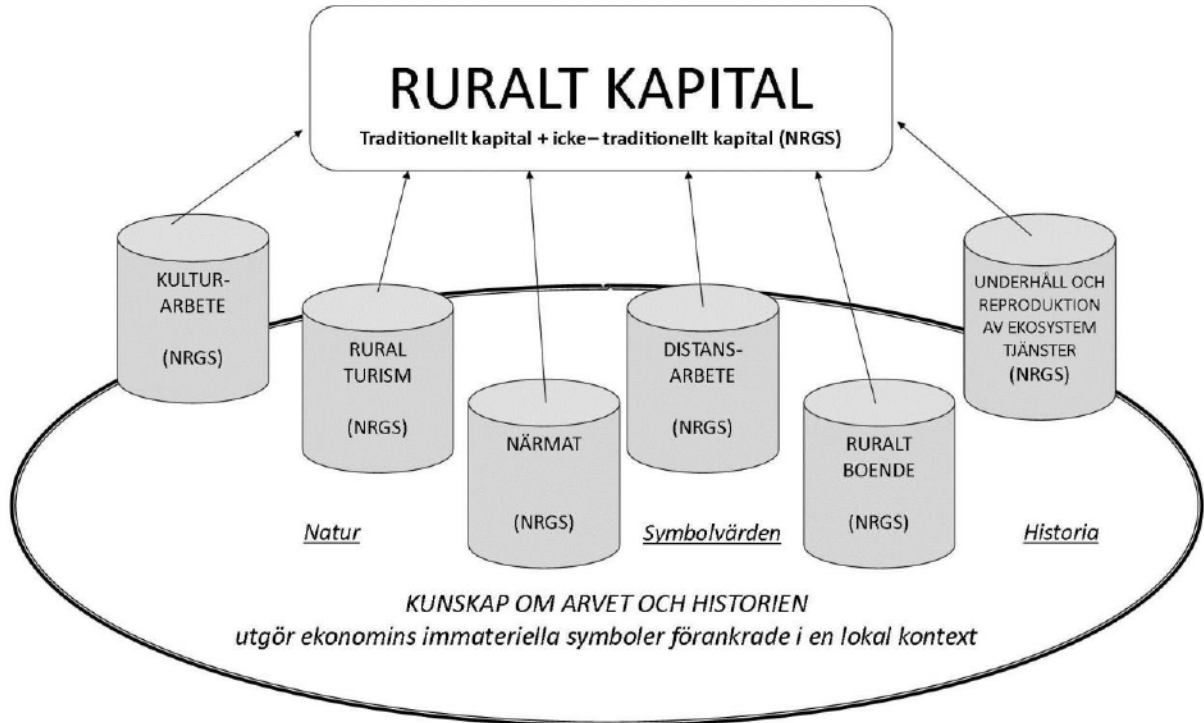 RURALT KAPITAL
Traditionellt kapital + icke– traditionellt kapital (NRGS)
KULTUR-
ARBETE
(NRGS)
RURAL
TURISM
(NRGS)
NÄRMAT
(NRGS)
DISTANS-
ARBETE
(NRGS)
RURALT
BOENDE
(NRGS)
UNDERHÅLL OCH
REPRODUKTION
AV EKOSYSTEM
TJÄNSTER
(NRGS)
Natur
Symbolvärden
Historia
KUNSKAP OM ARVET OCH HISTORIEN
utgör ekonomins immateriella symboler förankrade i en lokal kontext